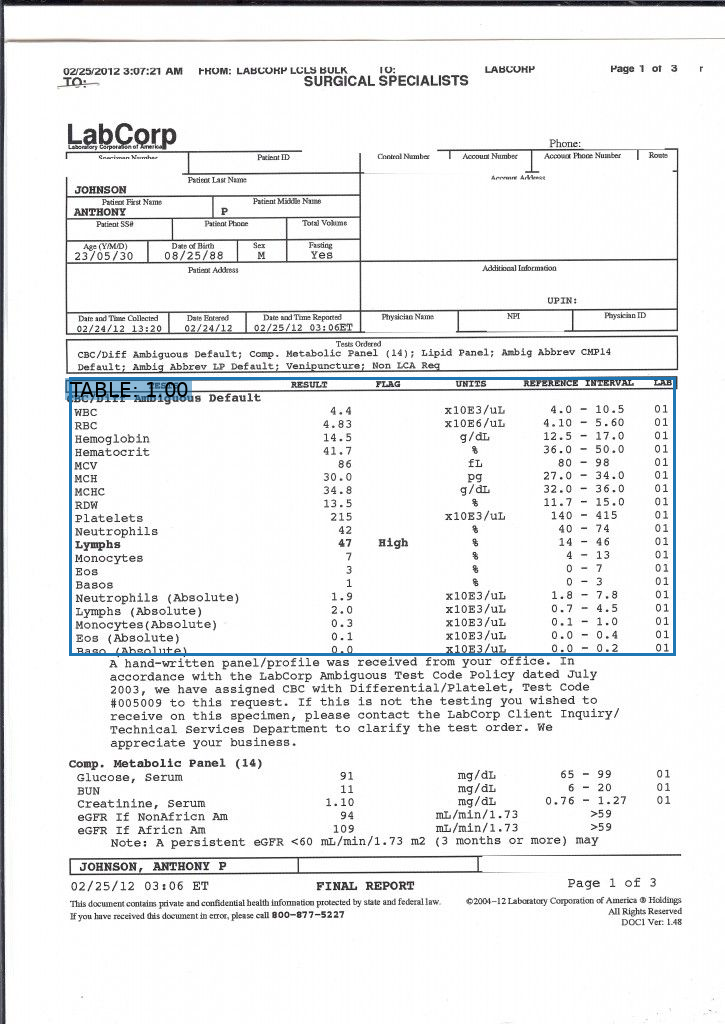 02/25/2012 3:07:21 AM FROM: LABCORP LCLS BULK TO: LABCORP Page 1 of 3
TO: SURGICAL SPECIALISTS
LabCorp
Laboratory Corporation of America
Phone:
Specimen Number Patient ID Control Number Account Number Account Phone Number Route
Patient Last Name Account Address
JOHNSON
Patient First Name Patient Middle Name
ANTHONY P
Patient SS# Patient Phone Total Volume
Age (Y/M/D) Date of Birth Sex Fasting
23/05/30 08/25/88 M Yes
Patient Address Additional Information
UPIN:
Date and Time Collected Date Entered Date and Time Reported Physician Name NPI Physician ID
02/24/12 13:20 02/24/12 02/25/12 03:06ET
Tests Ordered
CBC/Diff Ambiguous Default; Comp. Metabolic Panel (14); Lipid Panel; Ambig Abbrev CMP14
Default; Ambig Abbrev LP Default; Venipuncture; Non LCA Req
TABLE: 1.00 RESULT FLAG UNITS REFERENCE INTERVAL LAB
CBC/Diff Ambiguous Default
WBC 4.4 x10E3/uL 4.0 - 10.5 01
RBC 4.83 x10E6/uL 4.10 - 5.60 01
Hemoglobin 14.5 g/dL 12.5 - 17.0 01
Hematocrit 41.7 % 36.0 - 50.0 01
MCV 86 fL 80 - 98 01
MCH 30.0 pg 27.0 - 34.0 01
MCHC 34.8 g/dL 32.0 - 36.0 01
RDW 13.5 % 11.7 - 15.0 01
Platelets 215 x10E3/uL 140 - 415 01
Neutrophils 42 % 40 - 74 01
Lymphs 47 High % 14 - 46 01
Monocytes 7 % 4 - 13 01
Eos 3 % 0 - 7 01
Basos 1 % 0 - 3 01
Neutrophils (Absolute) 1.9 x10E3/uL 1.8 - 7.8 01
Lymphs (Absolute) 2.0 x10E3/uL 0.7 - 4.5 01
Monocytes(Absolute) 0.3 x10E3/uL 0.1 - 1.0 01
Eos (Absolute) 0.1 x10E3/uL 0.0 - 0.4 01
Baso (Absolute) 0.0 x10E3/uL 0.0 - 0.2 01
A hand-written panel/profile was received from your office. In
accordance with the LabCorp Ambiguous Test Code Policy dated July
2003, we have assigned CBC with Differential/Platelet, Test Code
#005009 to this request. If this is not the testing you wished to
receive on this specimen, please contact the LabCorp Client Inquiry/
Technical Services Department to clarify the test order. We
appreciate your business.
Comp. Metabolic Panel (14)
Glucose, Serum 91 mg/dL 65 - 99 01
BUN 11 mg/dL 6 - 20 01
Creatinine, Serum 1.10 mg/dL 0.76 - 1.27 01
eGFR If NonAfricn Am 94 mL/min/1.73 >59
eGFR If Africn Am 109 mL/min/1.73 >59
Note: A persistent eGFR <60 mL/min/1.73 m2 (3 months or more) may
JOHNSON, ANTHONY P
02/25/12 03:06 ET FINAL REPORT Page 1 of 3
This document contains private and confidential health information protected by state and federal law.
If you have received this document in error, please call 800-877-5227
©2004-12 Laboratory Corporation of America ® Holdings
All Rights Reserved
DOC1 Ver: 1.48